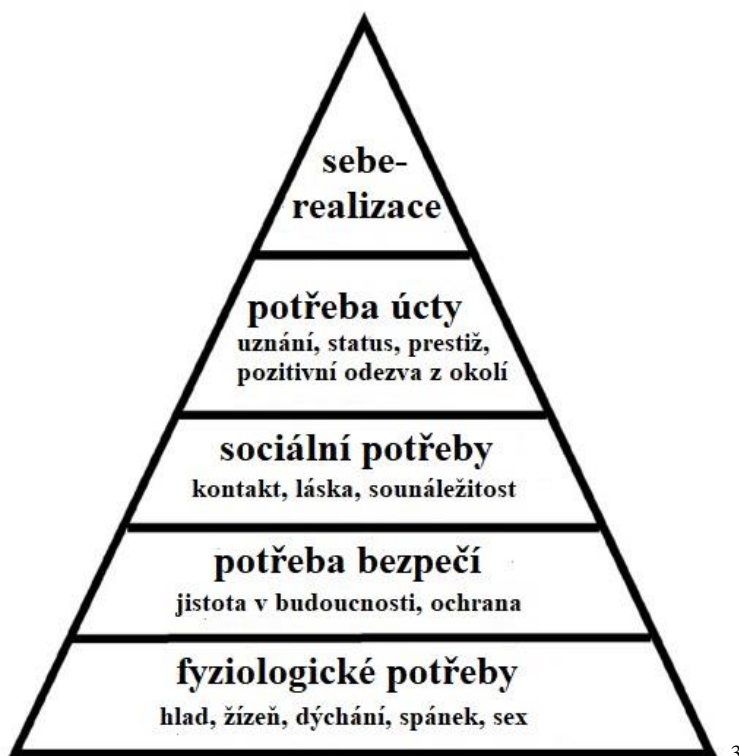 sebe-
realizace
potřeba úcty
uznání, status, prestiž,
pozitivní odezva z okolí
sociální potřeby
kontakt, láska, sounáležitost
potřeba bezpečí
jistota v budoucnosti, ochrana
fyziologické potřeby
hlad, žízeň, dýchání, spánek, sex
3